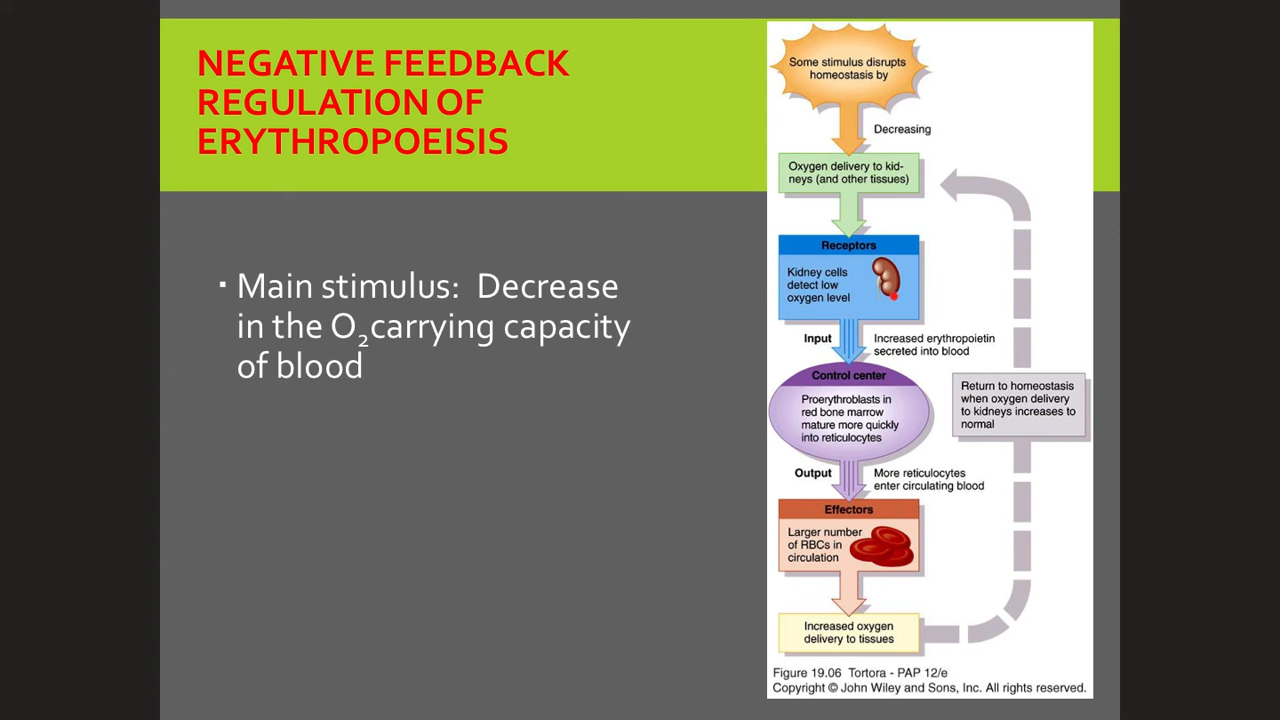 NEGATIVE FEEDBACK
REGULATION OF
ERYTHROPOEISIS
▪ Main stimulus: Decrease
in the O₂carrying capacity
of blood
Some stimulus disrupts
homeostasis by
Decreasing
Oxygen delivery to kid-
neys (and other tissues)
Receptors
Kidney cells
detect low
oxygen level
Input
Increased erythropoietin
secreted into blood
Control center
Proerythroblasts in
red bone marrow
mature more quickly
into reticulocytes
Output
More reticulocytes
enter circulating blood
Effectors
Larger number
of RBCs in
circulation
Increased oxygen
delivery to tissues
Return to homeostasis
when oxygen delivery
to kidneys increases to
normal
Figure 19.06 Tortora - PAP 12/e
Copyright © John Wiley and Sons, Inc. All rights reserved.